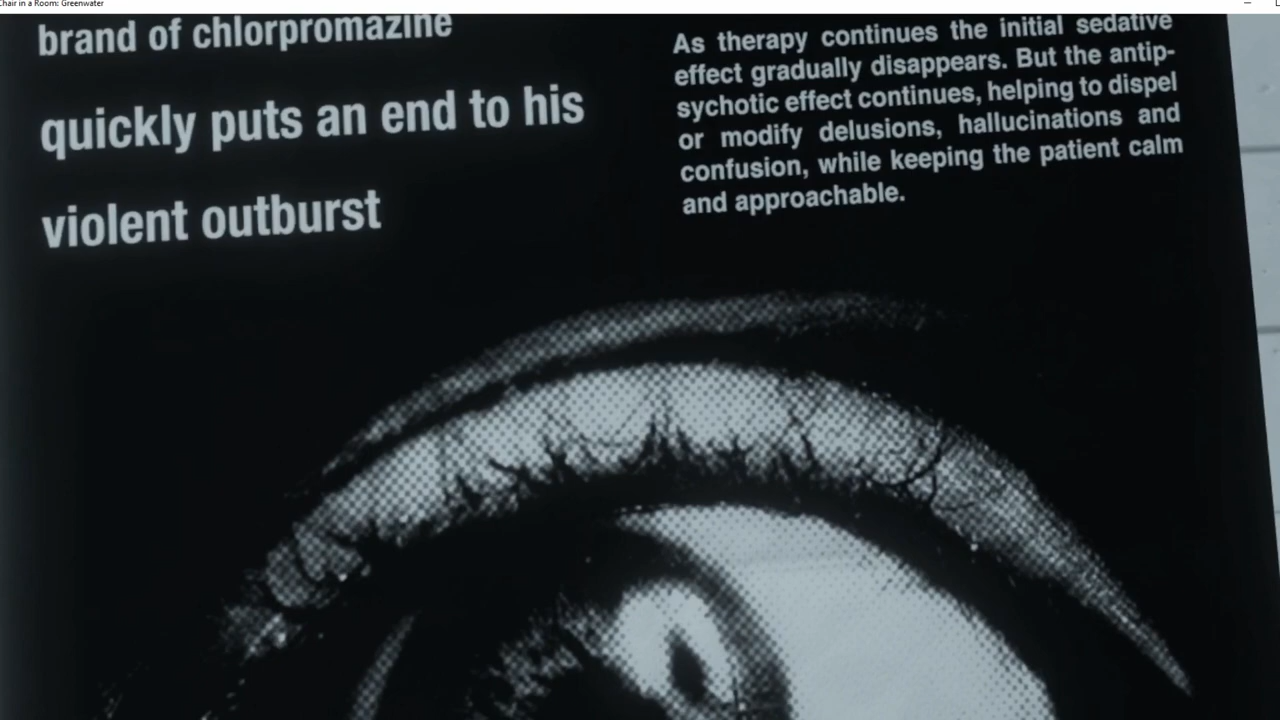 Chair in a Room: Greenwater
brand of chlorpromazine
quickly puts an end to his
violent outburst
As therapy continues the initial sedative
effect gradually disappears. But the antip-
sychotic effect continues, helping to dispel
or modify delusions, hallucinations and
confusion, while keeping the patient calm
and approachable.